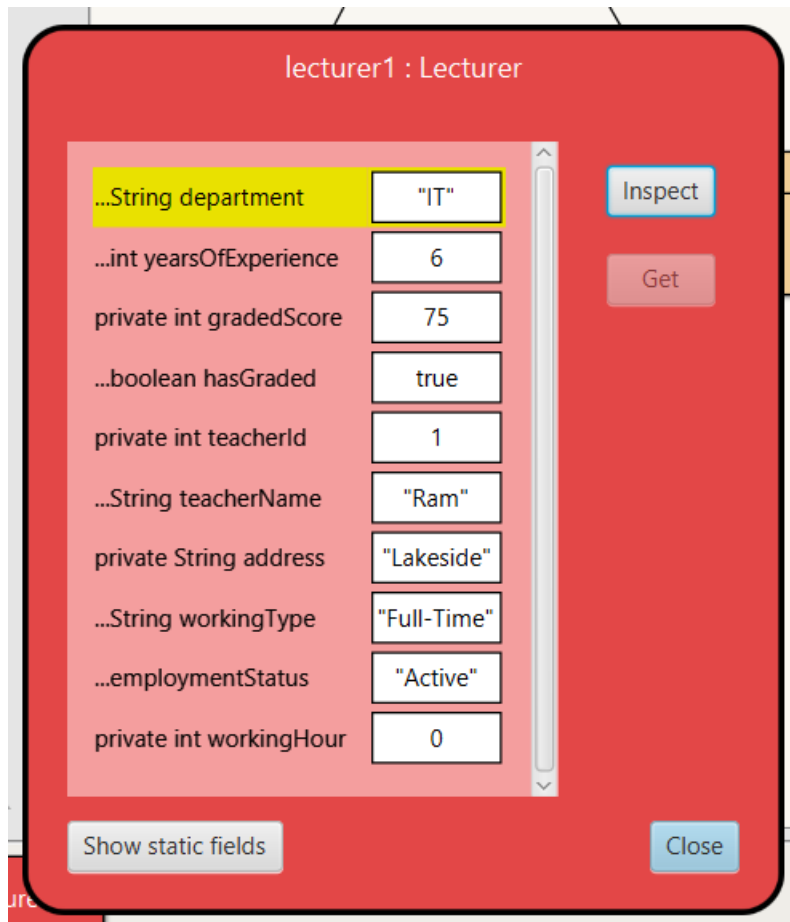 lecturer1 : Lecturer
...String department "IT"
Inspect
...int yearsOfExperience 6
Get
private int gradedScore 75
...boolean hasGraded true
private int teacherId 1
...String teacherName "Ram"
private String address "Lakeside"
...String workingType "Full-Time"
...employmentStatus "Active"
private int workingHour 0
Show static fields
Close